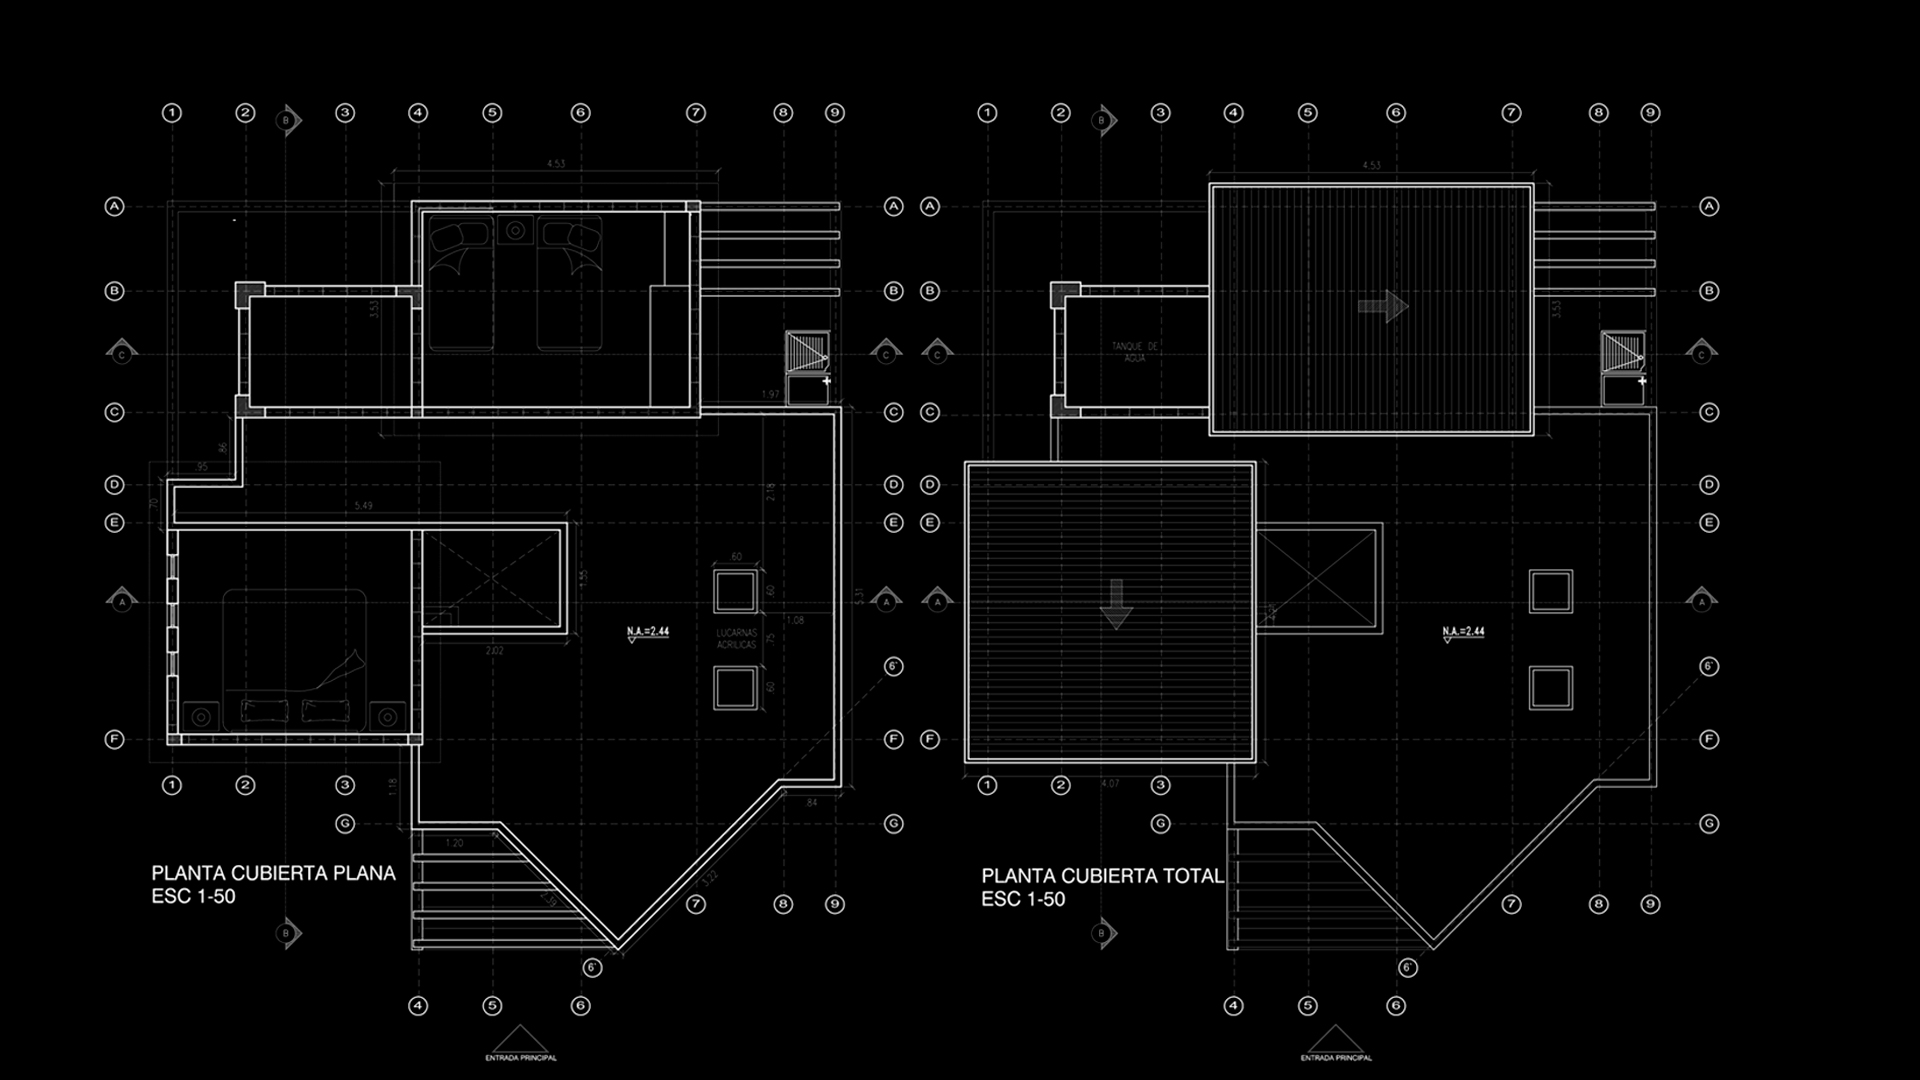 1 2 B 3 4 5 6 7 8 9
4.53
A A
3.53
B B
C C
1.97
C C
.86
.95
D D
.70
5.49
2.18
E E
.60
1.55
.60
5.31
A A
1.08
N.A.=2.44
LUCARNAS
ACRILICAS
.75
2.02
6'
.60
F F
1 2 3
1.18
.84
G G
1.20
PLANTA CUBIERTA PLANA
ESC 1-50
3.22
2.39
7 8 9
B
6'
4 5 6
ENTRADA PRINCIPAL
1 2 B 3 4 5 6 7 8 9
4.53
A A
B B
3.53
TANQUE DE
AGUA
C C
C C
D D
E E
A A
N.A.=2.44
6'
F F
1 2 3
4.07
G G
PLANTA CUBIERTA TOTAL
ESC 1-50
7 8 9
B
6'
4 5 6
ENTRADA PRINCIPAL